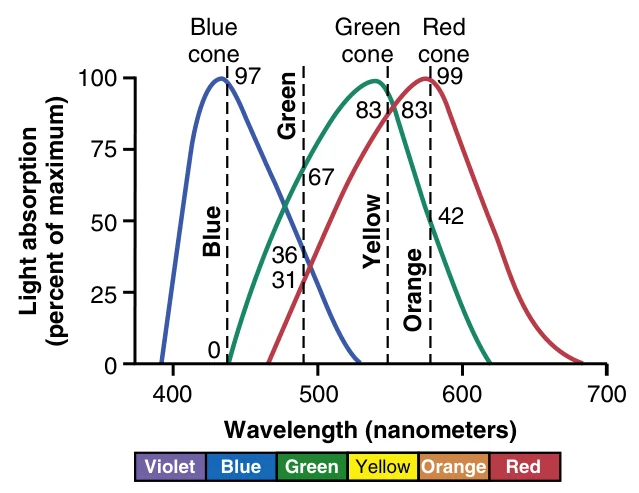 Blue
cone
Green
cone
Red
cone
Light absorption
(percent of maximum)
100
75
50
25
0
97
Green
99
83
83
67
42
Blue
Yellow
Orange
36
31
0
400
500
600
700
Wavelength (nanometers)
Violet
Blue
Green
Yellow
Orange
Red